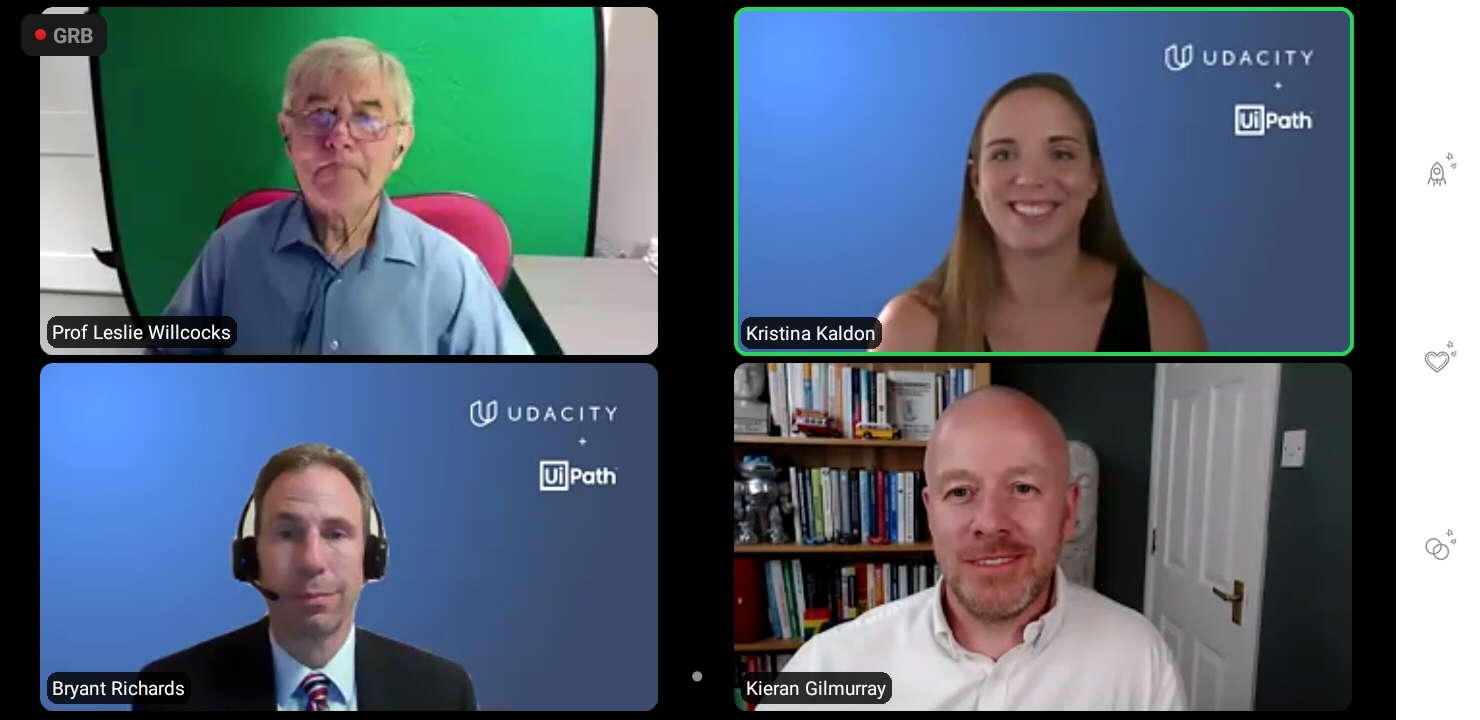 GRB
UDACITY
+
UiPath
Prof Leslie Willcocks
Kristina Kaldon
UDACITY
+
UiPath
Bryant Richards
Kieran Gilmurray